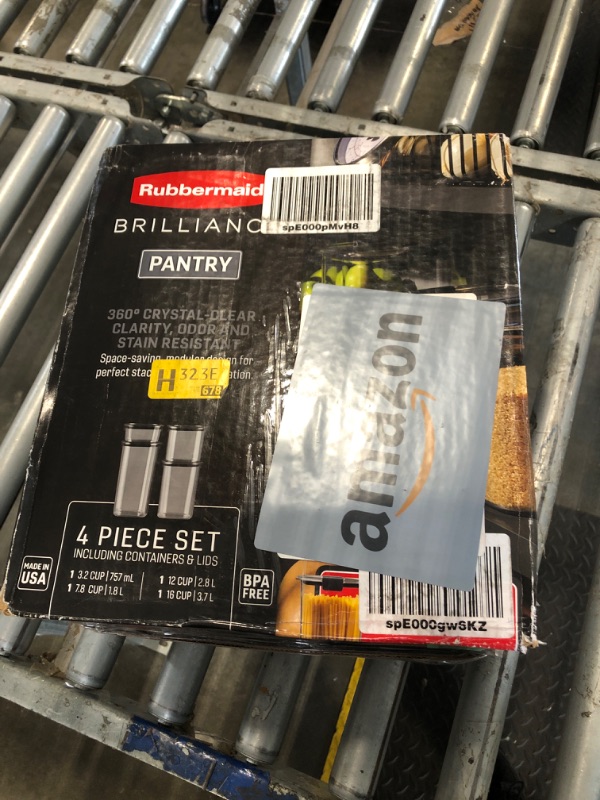 Rubbermaid
BRILLIANC
spE000pMvH8
PANTRY
360° CRYSTAL-CLEAR
CLARITY, ODOR AND
STAIN RESISTANT
Space-saving, modular design for
perfect stac ation.
H 323E
678
amazon
4 PIECE SET
INCLUDING CONTAINERS & LIDS
1 3.2 CUP | 757 mL
1 7.8 CUP | 1.8 L
1 12 CUP | 2.8 L
1 16 CUP | 3.7 L
MADE IN
USA
BPA
FREE
spE000gwSKZ